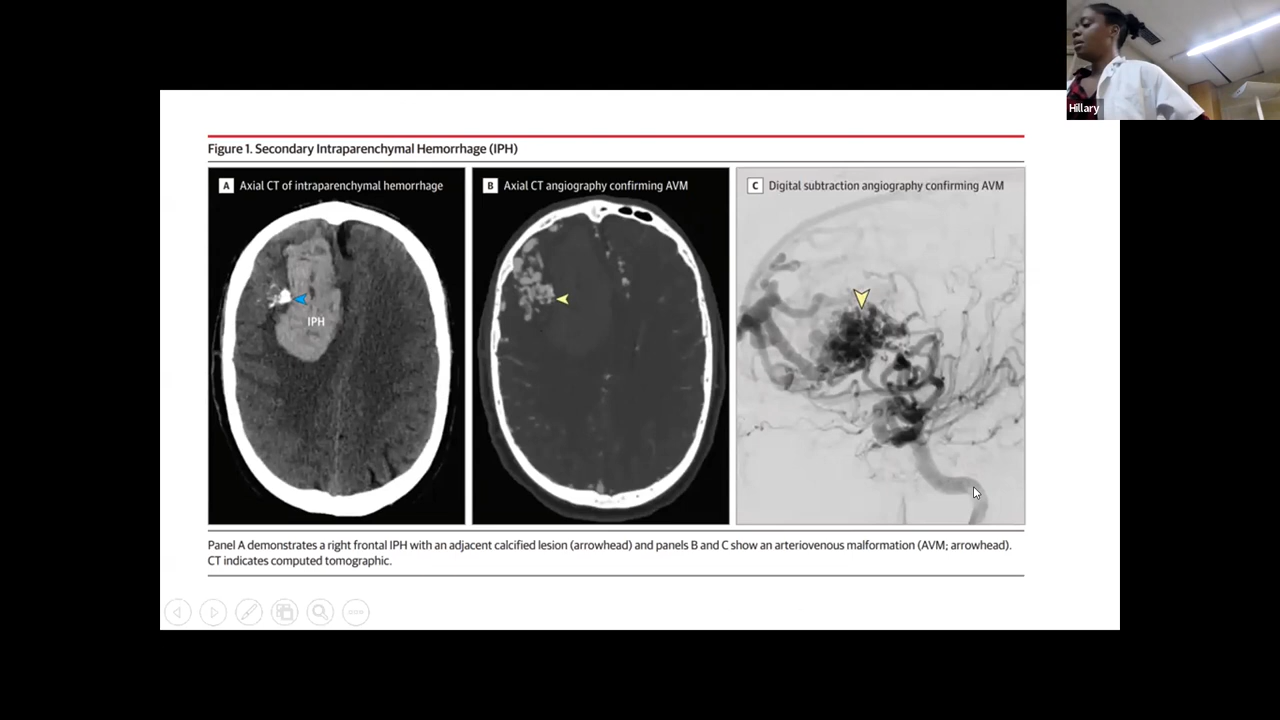 Hillary
Figure 1. Secondary Intraparenchymal Hemorrhage (IPH)
A Axial CT of intraparenchymal hemorrhage
B Axial CT angiography confirming AVM
C Digital subtraction angiography confirming AVM
IPH
Panel A demonstrates a right frontal IPH with an adjacent calcified lesion (arrowhead) and panels B and C show an arteriovenous malformation (AVM; arrowhead).
CT indicates computed tomographic.